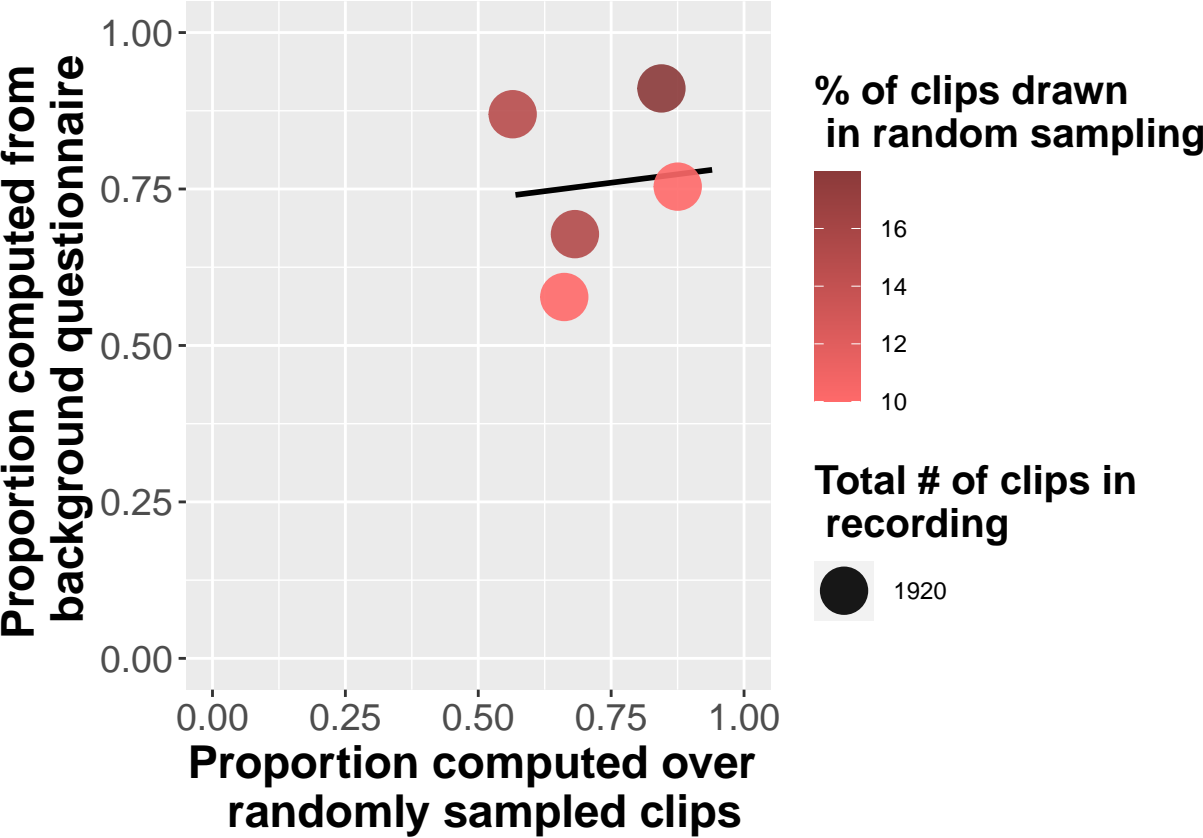 Proportion computed from
background questionnaire
1.00
0.75
0.50
0.25
0.00
0.00 0.25 0.50 0.75 1.00
Proportion computed over
randomly sampled clips
% of clips drawn
in random sampling
16
14
12
10
Total # of clips in
recording
1920